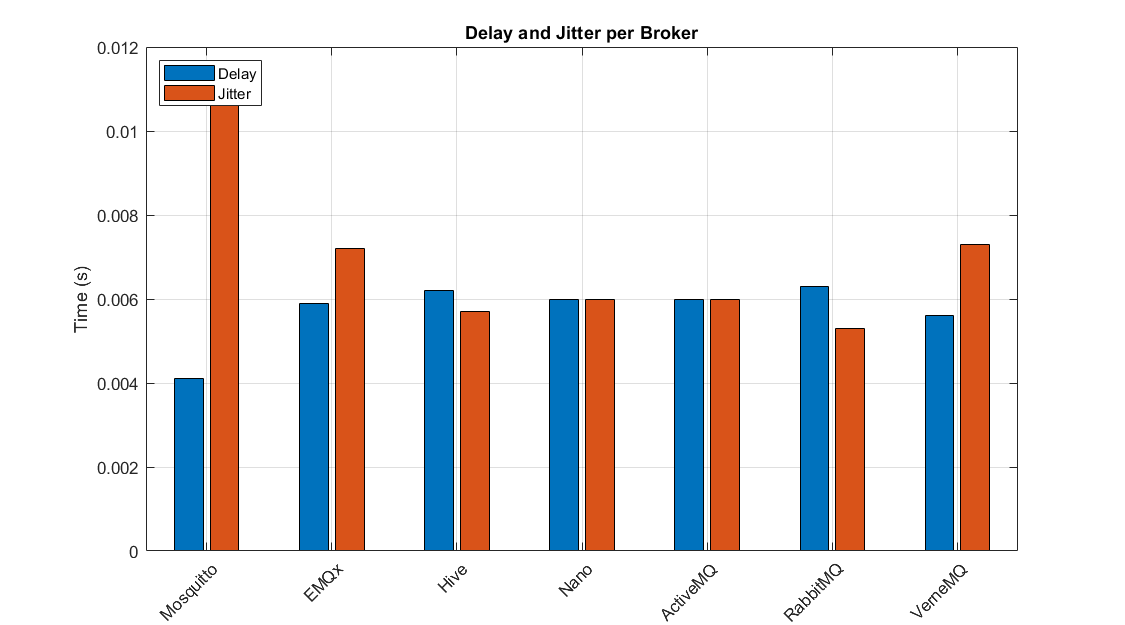 Delay and Jitter per Broker
Delay
Jitter
Time (s)
0.012
0.01
0.008
0.006
0.004
0.002
0
Mosquitto
EMQx
Hive
Nano
ActiveMQ
RabbitMQ
VerneMQ